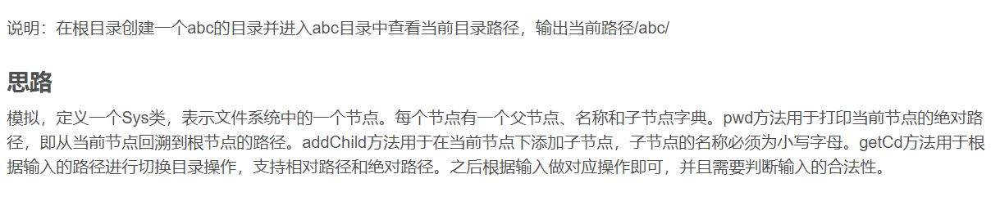 说明：在根目录创建一个abc的目录并进入abc目录中查看当前目录路径，输出当前路径/abc/
思路
模拟，定义一个Sys类，表示文件系统中的一个节点。每个节点有一个父节点、名称和子节点字典。pwd方法用于打印当前节点的绝对路
径，即从当前节点回溯到根节点的路径。addChild方法用于在当前节点下添加子节点，子节点的名称必须为小写字母。getCd方法用于根
据输入的路径进行切换目录操作，支持相对路径和绝对路径。之后根据输入做对应操作即可，并且需要判断输入的合法性。